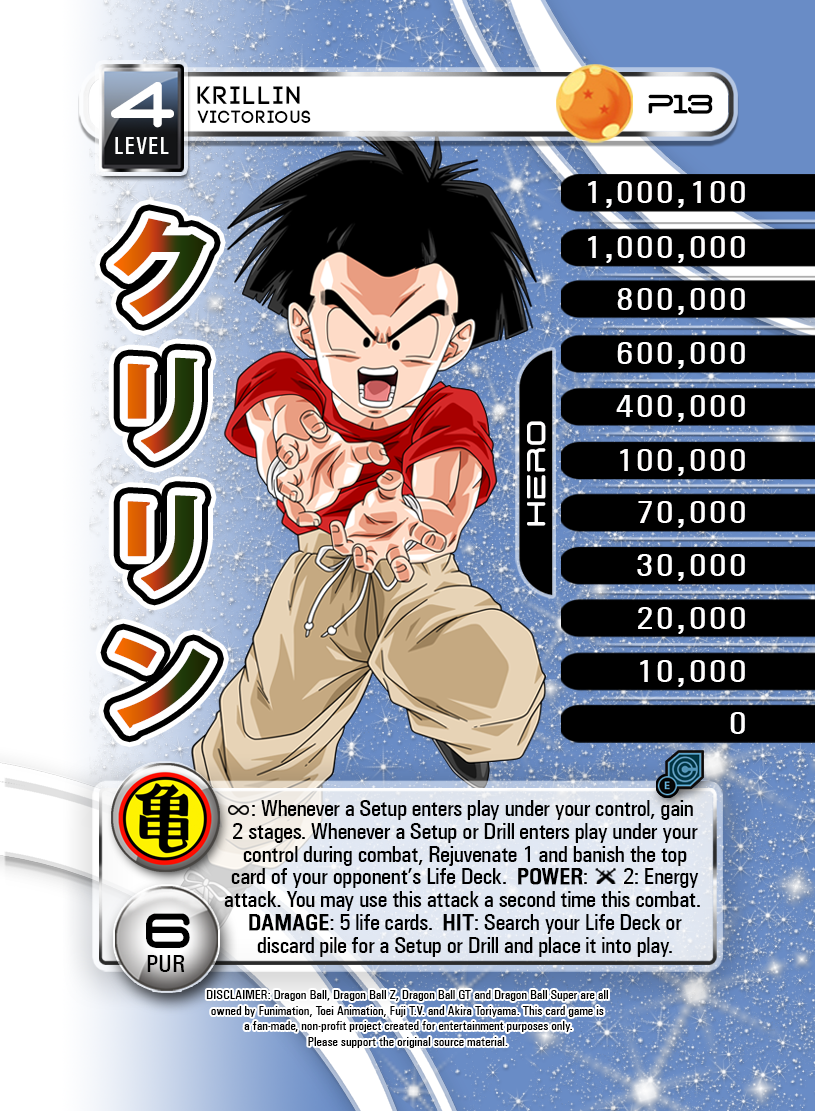 4
LEVEL
KRILLIN
VICTORIOUS
P13
クリリン
1,000,100
1,000,000
800,000
600,000
400,000
100,000
70,000
30,000
20,000
10,000
0
HERO
E
亀
∞: Whenever a Setup enters play under your control, gain
2 stages. Whenever a Setup or Drill enters play under your
control during combat, Rejuvenate 1 and banish the top
card of your opponent's Life Deck. POWER: 2: Energy
attack. You may use this attack a second time this combat.
DAMAGE: 5 life cards. HIT: Search your Life Deck or
discard pile for a Setup or Drill and place it into play.
6
PUR
DISCLAIMER: Dragon Ball, Dragon Ball Z, Dragon Ball GT and Dragon Ball Super are all
owned by Funimation, Toei Animation, Fuji T.V. and Akira Toriyama. This card game is
a fan-made, non-profit project created for entertainment purposes only.
Please support the original source material.